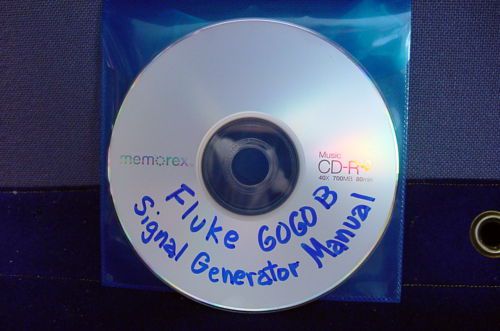 memorex
Music
CD-R
40X 700MB 80min
Fluke 6060B
Signal Generator Manual